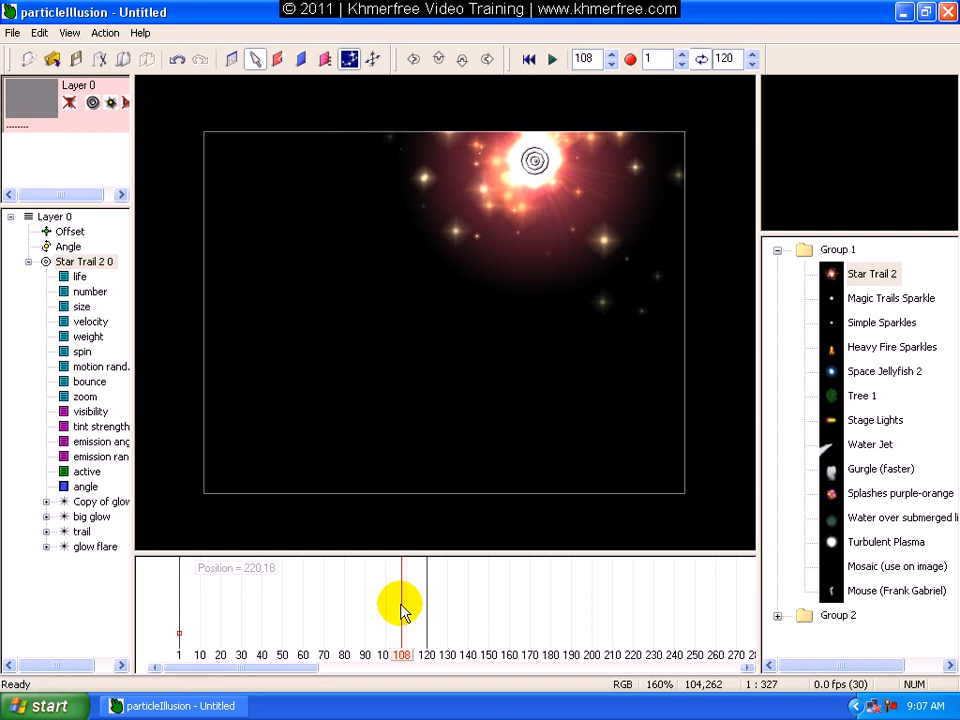 particleIllusion - Untitled
© 2011 | Khmerfree Video Training | www.khmerfree.com
File Edit View Action Help
108 1 120
Layer 0
--------
Layer 0
Offset
Angle
Star Trail 2 0
life
number
size
velocity
weight
spin
motion rand.
bounce
zoom
visibility
tint strength
emission ang
emission ran
active
angle
Copy of glow
big glow
trail
glow flare
Position = 220,18
1 10 20 30 40 50 60 70 80 90 10 108 120 130 140 150 160 170 180 190 200 210 220 230 240 250 260 270 28
Group 1
Star Trail 2
Magic Trails Sparkle
Simple Sparkles
Heavy Fire Sparkles
Space Jellyfish 2
Tree 1
Stage Lights
Water Jet
Gurgle (faster)
Splashes purple-orange
Water over submerged li
Turbulent Plasma
Mosaic (use on image)
Mouse (Frank Gabriel)
Group 2
Ready RGB 160% 104,262 1 : 327 0.0 fps (30) NUM
start particleIllusion - Untitled 9:07 AM